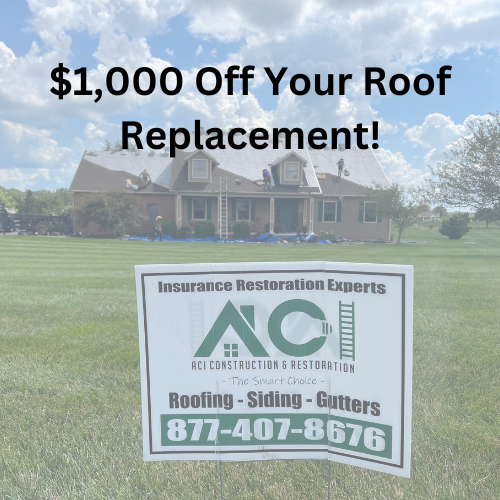 $1,000 Off Your Roof
Replacement!
Insurance Restoration Experts
ACI
ACI CONSTRUCTION & RESTORATION
- The Smart Choice -
Roofing - Siding - Gutters
877-407-8676